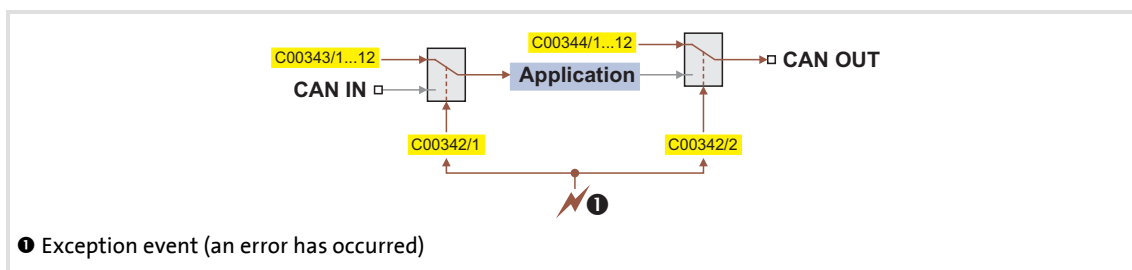 C00344/1...12
C00343/1...12
CAN OUT
Application
CAN IN
C00342/1
C00342/2
❶
❶ Exception event (an error has occurred)